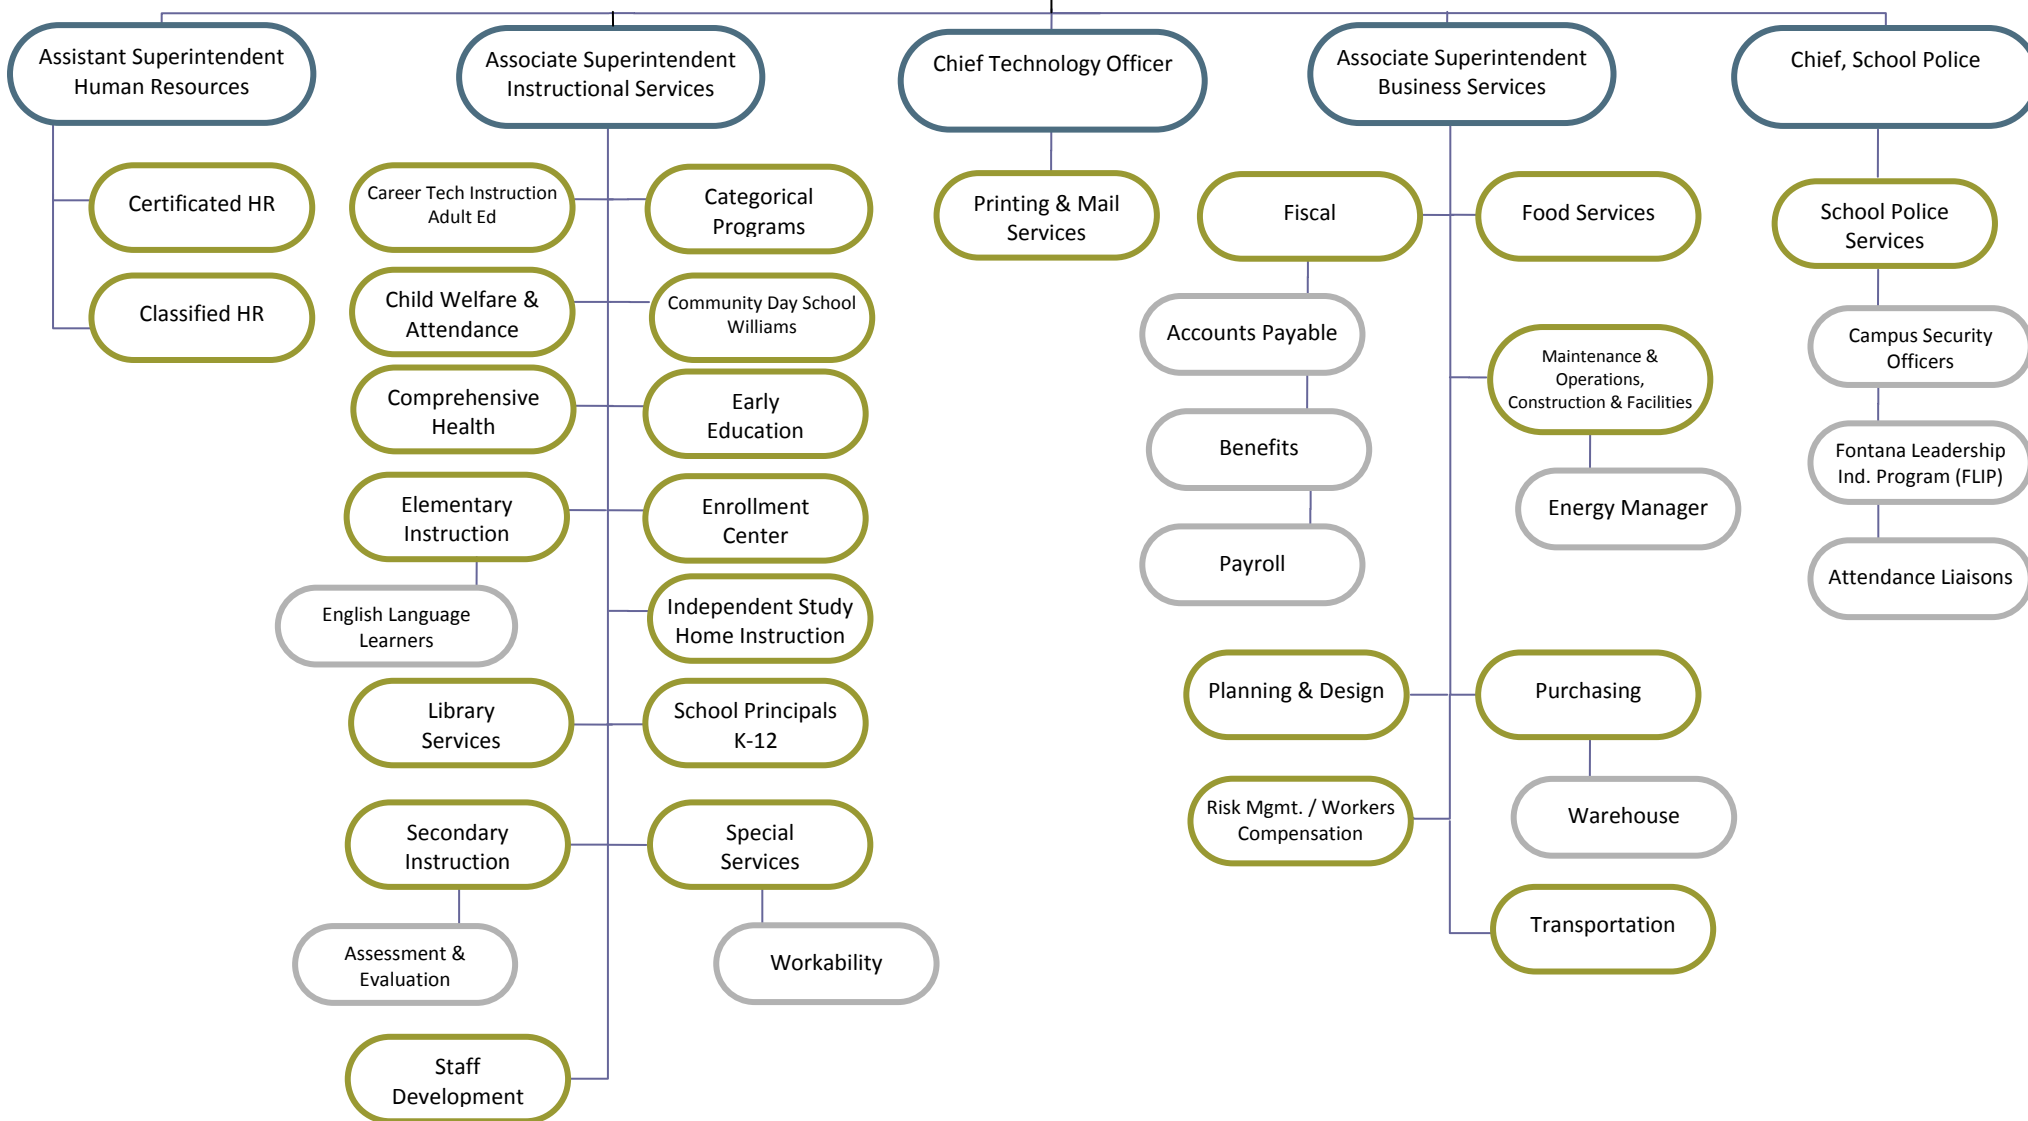 Assistant Superintendent
Human Resources
Associate Superintendent
Instructional Services
Chief Technology Officer
Associate Superintendent
Business Services
Chief, School Police
Certificated HR
Classified HR
Career Tech Instruction
Adult Ed
Categorical
Programs
Child Welfare &
Attendance
Community Day School
Williams
Comprehensive
Health
Early
Education
Elementary
Instruction
Enrollment
Center
English Language
Learners
Independent Study
Home Instruction
Library
Services
School Principals
K-12
Secondary
Instruction
Special
Services
Assessment &
Evaluation
Workability
Staff
Development
Printing & Mail
Services
Fiscal
Food Services
Accounts Payable
Maintenance &
Operations,
Construction & Facilities
Benefits
Energy Manager
Payroll
Planning & Design
Purchasing
Risk Mgmt. / Workers
Compensation
Warehouse
Transportation
School Police
Services
Campus Security
Officers
Fontana Leadership
Ind. Program (FLIP)
Attendance Liaisons